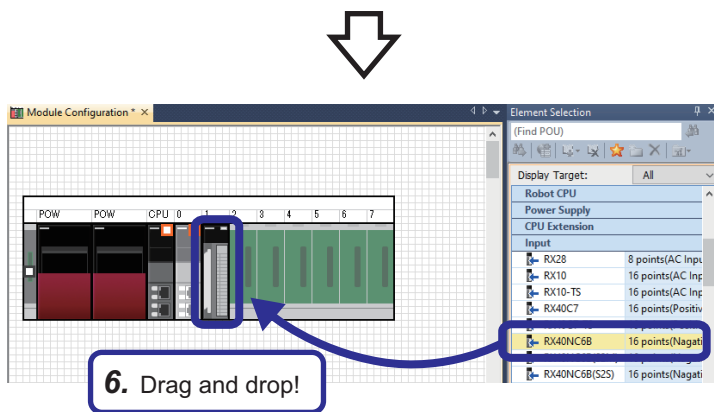 Module Configuration * ×
Element Selection
(Find POU)
Display Target: All
Robot CPU
Power Supply
CPU Extension
Input
RX28 8 points(AC Inpu
RX10 16 points(AC Inp
RX10-TS 16 points(AC Inp
RX40C7 16 points(Positiv
RX40NC6B 16 points(Nagati
RX40NC6B(S2S) 16 points(Nagati
POW POW CPU 0 1 2 3 4 5 6 7
6. Drag and drop!